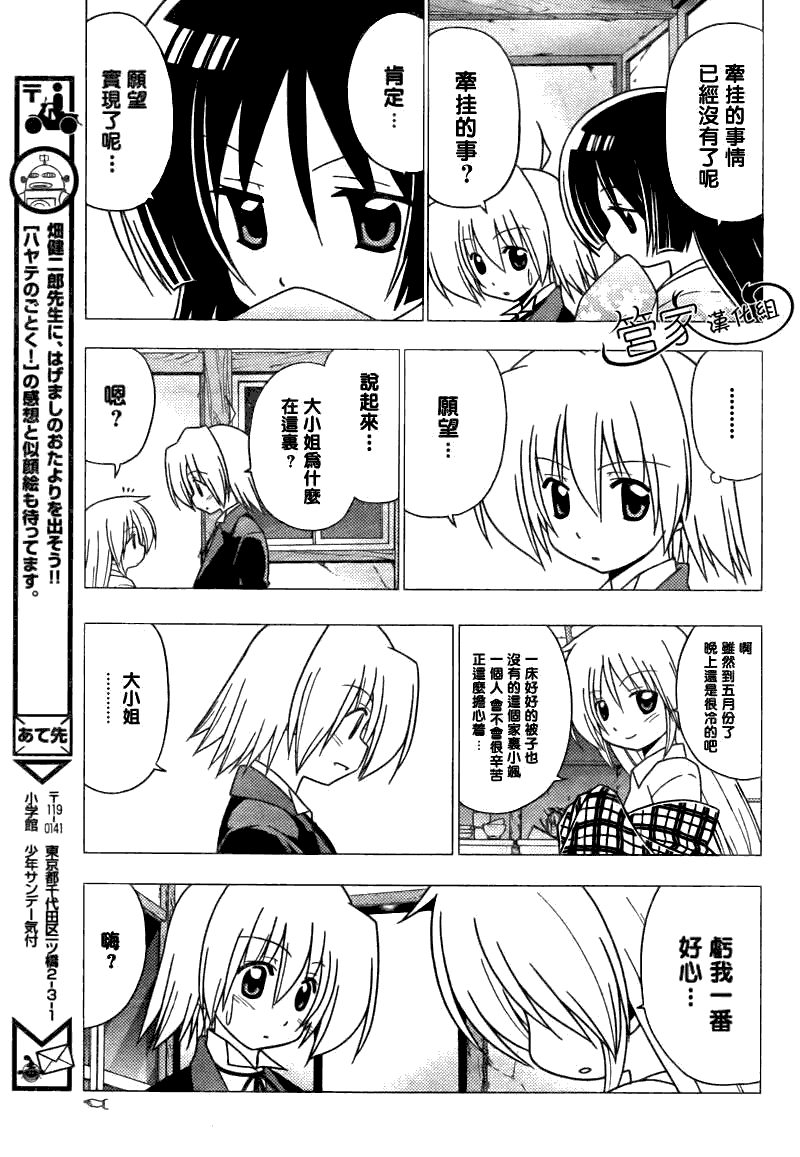 牽挂的事情
已經沒有了呢
牽挂的事?
肯定…
願望
實現了呢…
管家
漢化組
………
願望…
說起來…
大小姐爲什麼
在這裏?
嗯?
啊
雖然到五月份了
晚上還是很冷的吧
一床好好的被子也
沒有的這個家裏小颯
一個人 會不會很辛苦
正這麼擔心着…
大小姐
………
虧我一番
好心…
嗨?
〒
畑健二郎先生に、はげましのおたよりを出そう!!
【ハヤテのごとく!】の感想と似顔絵も待ってます。
あて先
〒119-0141 東京都千代田区一ツ橋2-3-1
小学館 少年サンデー気付